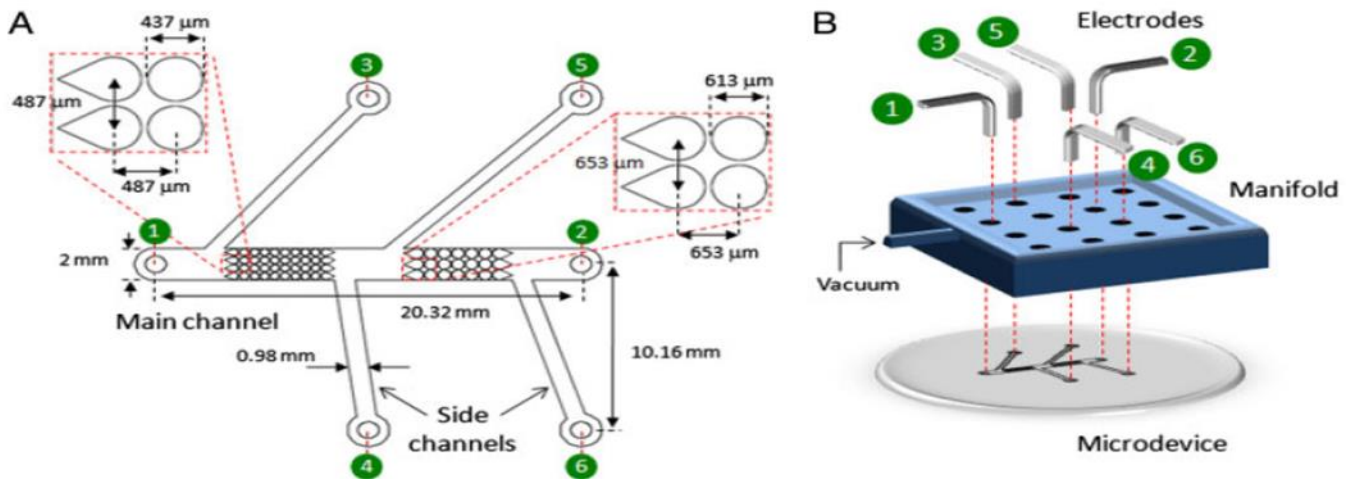 A
437 µm
487 µm
487 µm
3
5
613 µm
653 µm
653 µm
1
2
2 mm
Main channel
20.32 mm
0.98 mm
10.16 mm
Side
channels
4
6
B
Electrodes
3
5
2
1
4
6
Manifold
Vacuum
Microdevice